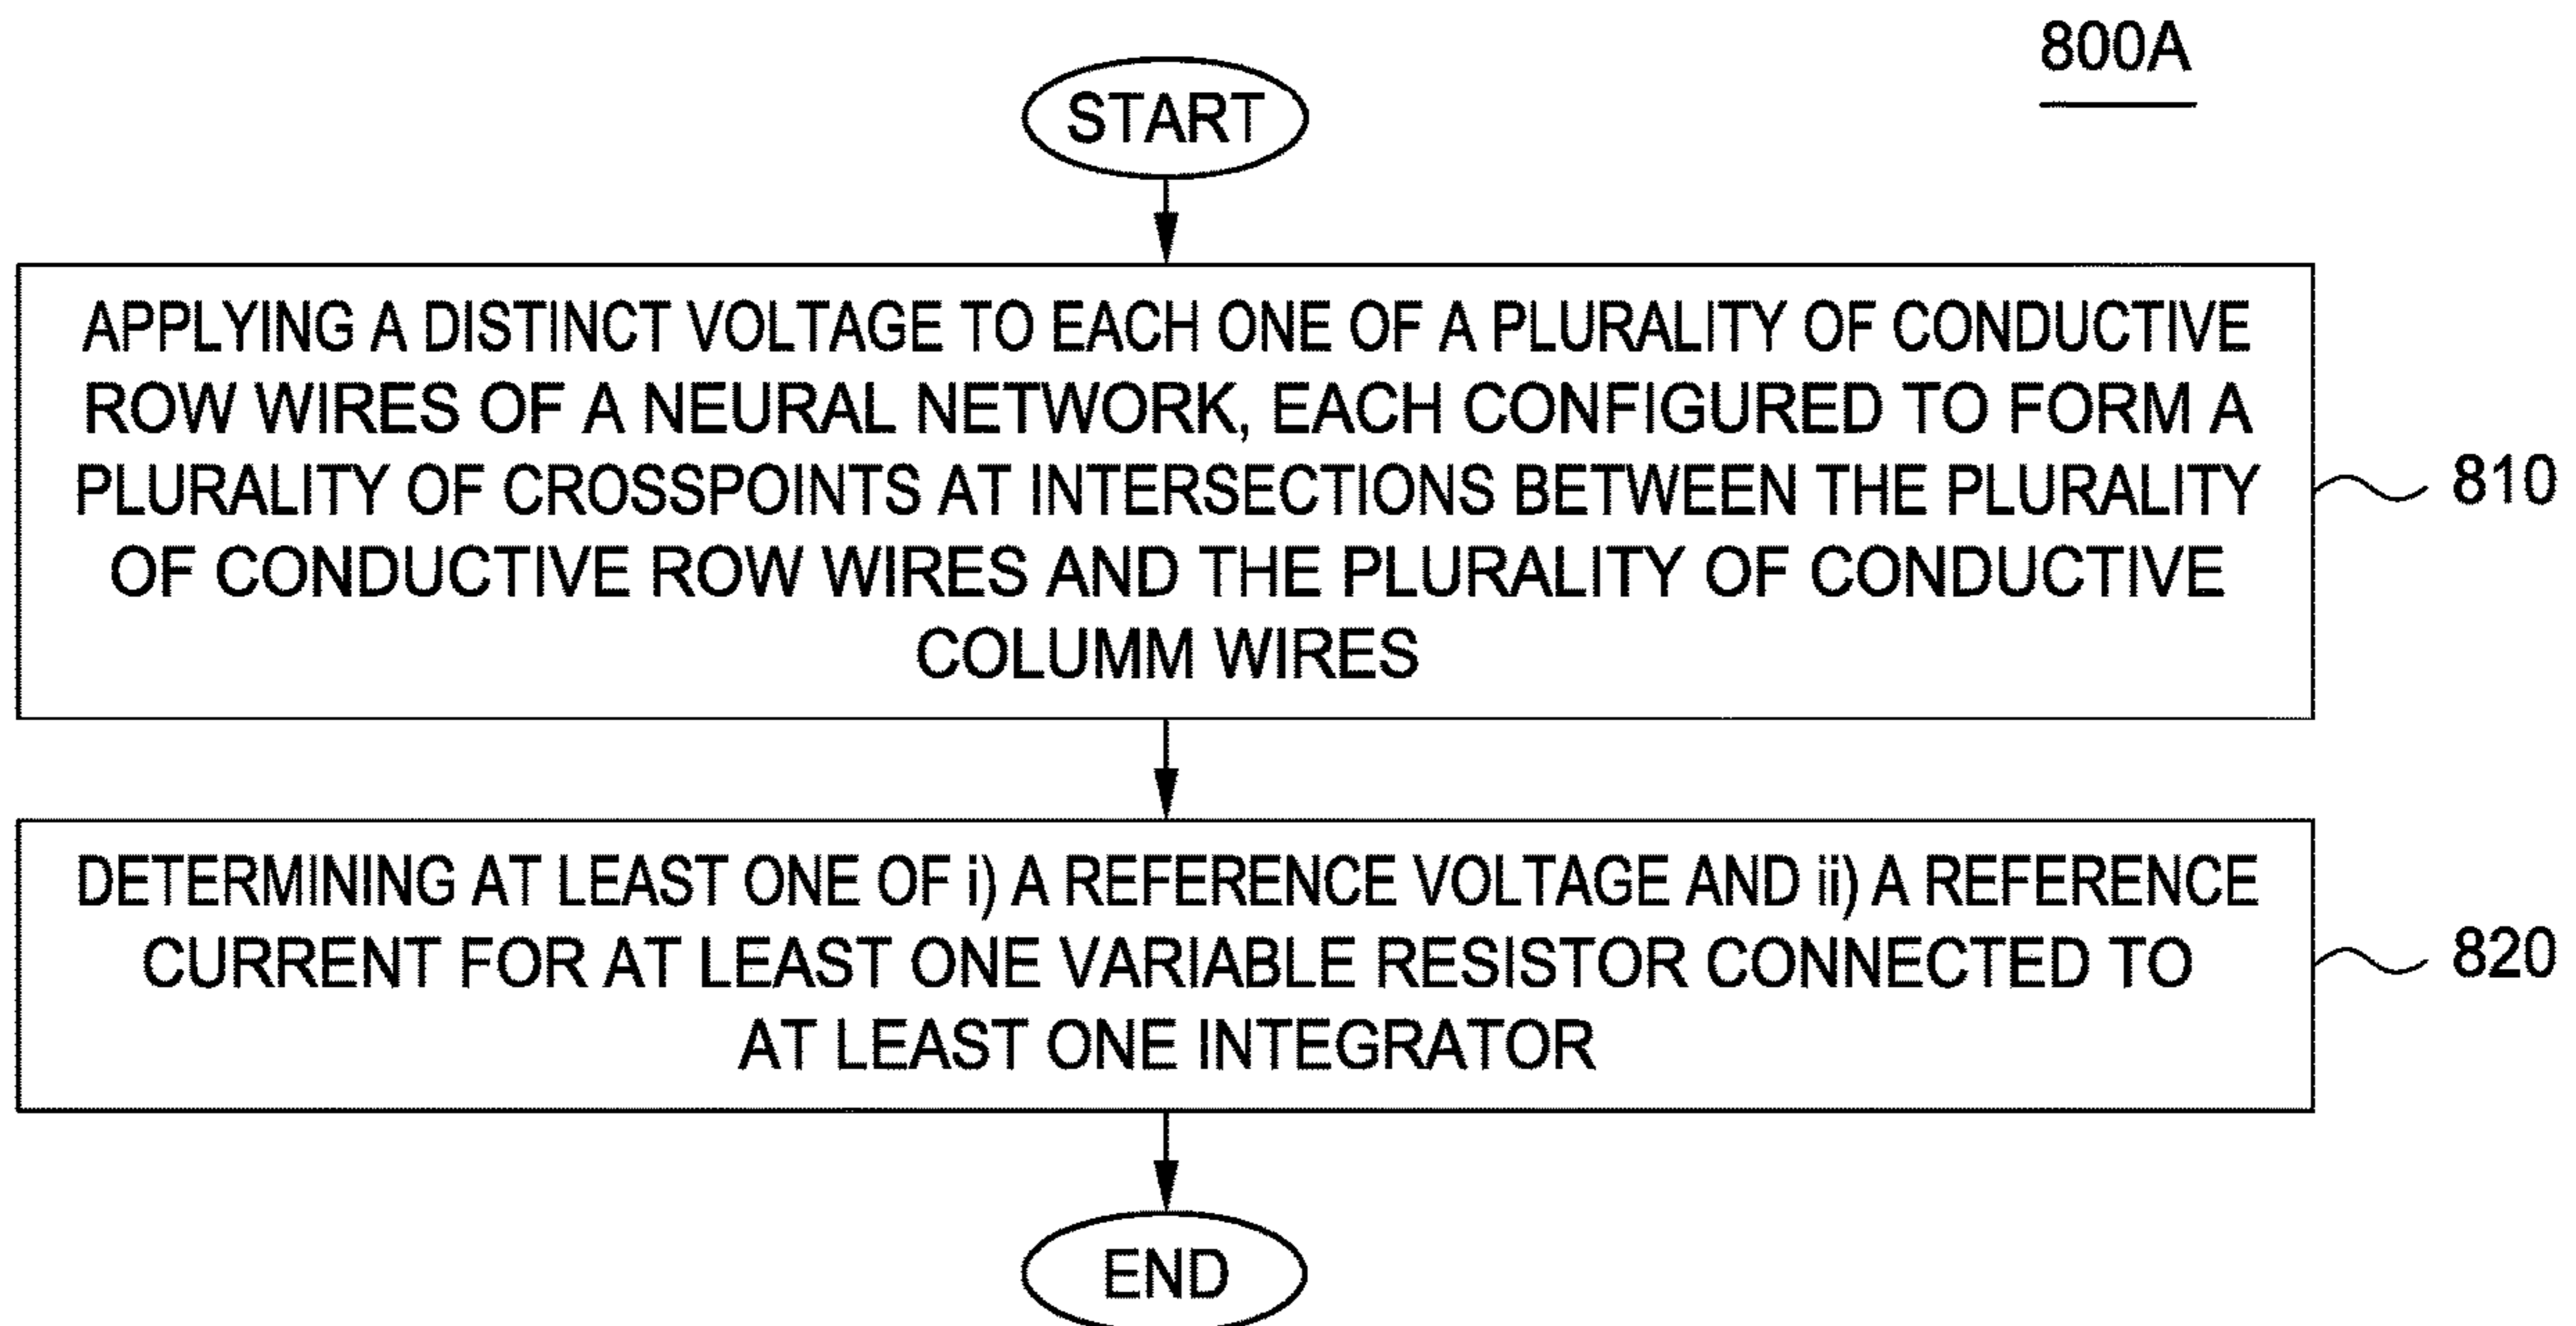 800A
START
APPLYING A DISTINCT VOLTAGE TO EACH ONE OF A PLURALITY OF CONDUCTIVE
ROW WIRES OF A NEURAL NETWORK, EACH CONFIGURED TO FORM A
PLURALITY OF CROSSPOINTS AT INTERSECTIONS BETWEEN THE PLURALITY
OF CONDUCTIVE ROW WIRES AND THE PLURALITY OF CONDUCTIVE
COLUMM WIRES
810
DETERMINING AT LEAST ONE OF i) A REFERENCE VOLTAGE AND ii) A REFERENCE
CURRENT FOR AT LEAST ONE VARIABLE RESISTOR CONNECTED TO
AT LEAST ONE INTEGRATOR
820
END